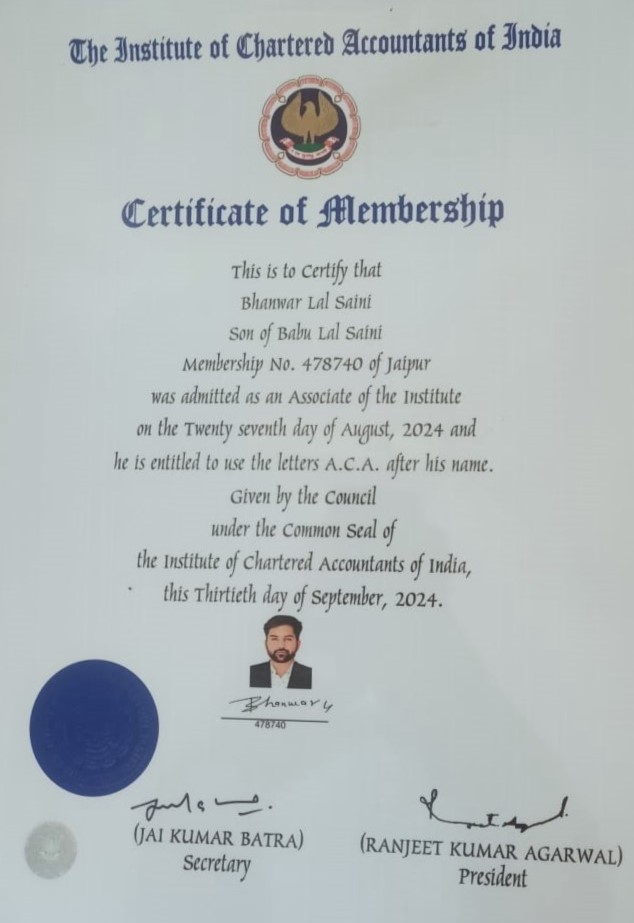 The Institute of Chartered Accountants of India
Certificate of Membership
This is to Certify that
Bhanwar Lal Saini
Son of Babu Lal Saini
Membership No. 478740 of Jaipur
was admitted as an Associate of the Institute
on the Twenty seventh day of August, 2024 and
he is entitled to use the letters A.C.A. after his name.
Given by the Council
under the Common Seal of
the Institute of Chartered Accountants of India,
this Thirtieth day of September, 2024.
478740
(JAI KUMAR BATRA)
Secretary
(RANJEET KUMAR AGARWAL)
President